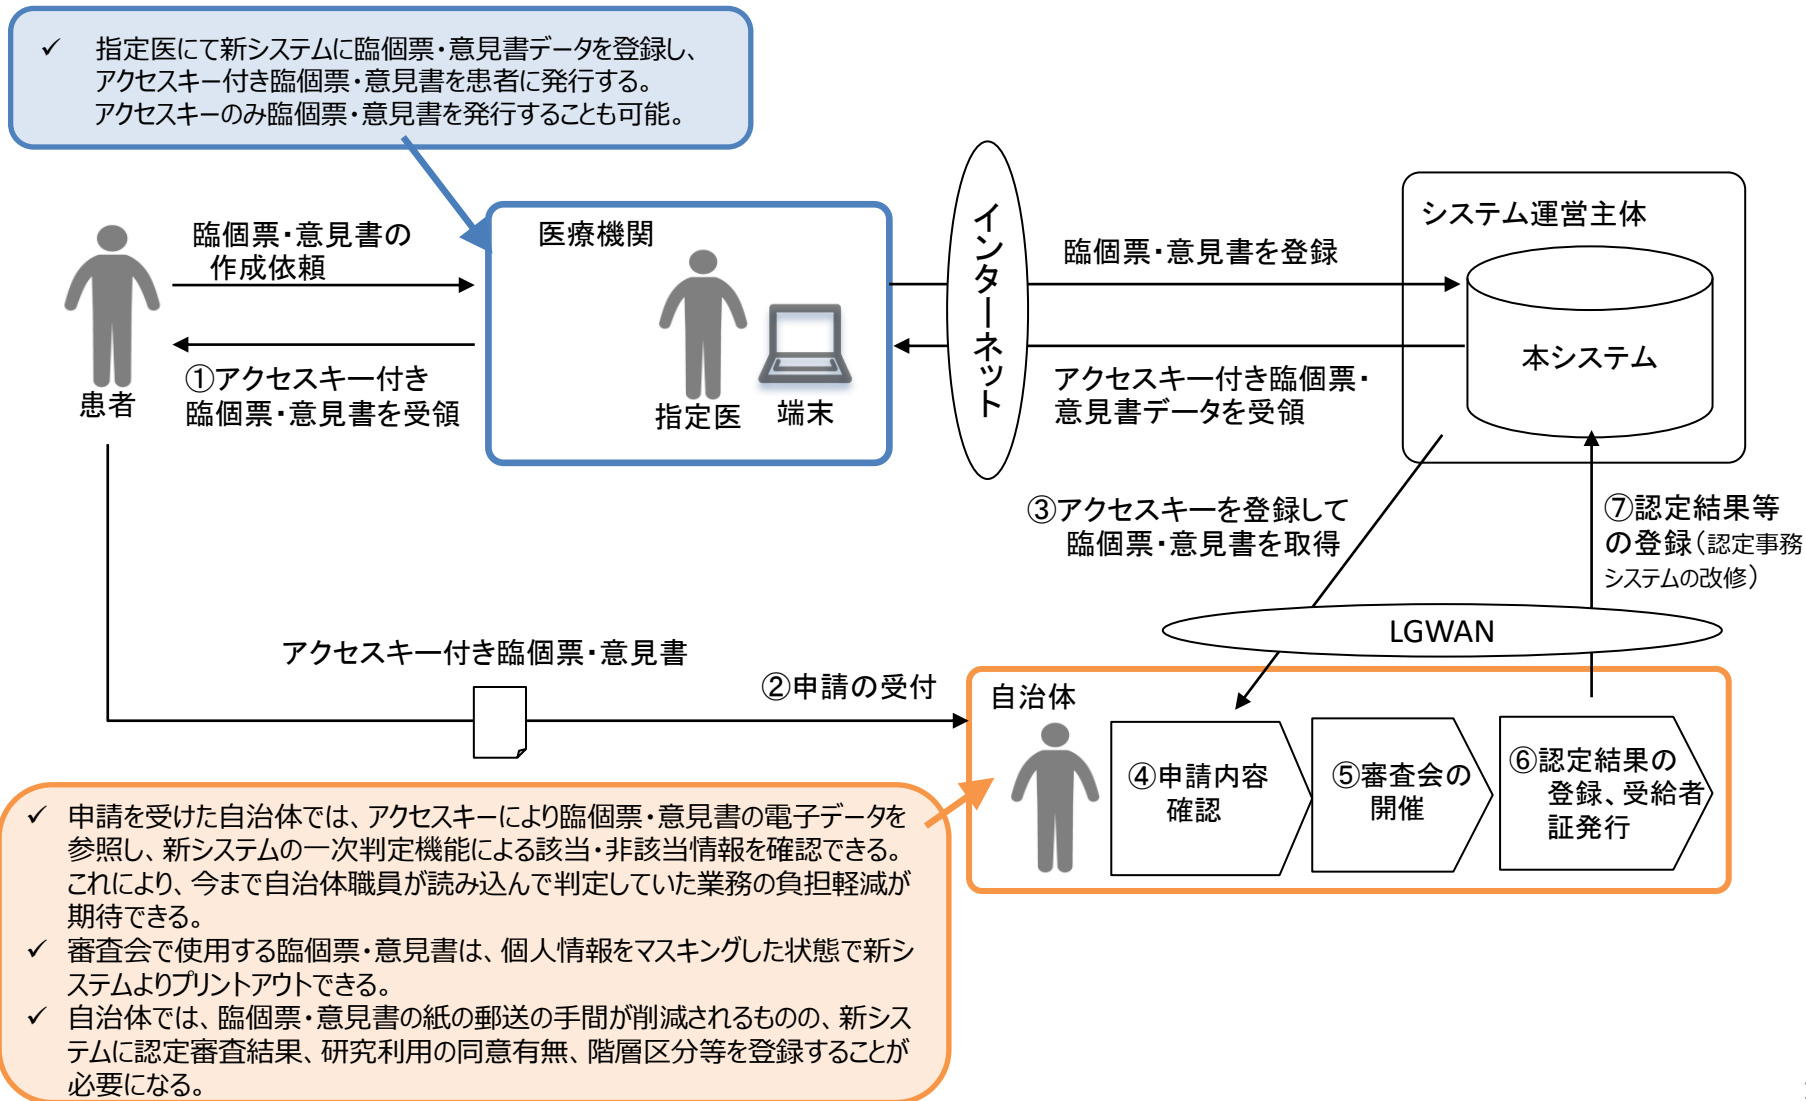 ✓ 指定医にて新システムに臨個票・意見書データを登録し、
アクセスキー付き臨個票・意見書を患者に発行する。
アクセスキーのみ臨個票・意見書を発行することも可能。
臨個票・意見書の
作成依頼
①アクセスキー付き
臨個票・意見書を受領
患者
医療機関
指定医
端末
インターネット
臨個票・意見書を登録
アクセスキー付き臨個票・
意見書データを受領
システム運営主体
本システム
③アクセスキーを登録して
臨個票・意見書を取得
⑦認定結果等
の登録（認定事務
システムの改修）
LGWAN
アクセスキー付き臨個票・意見書
②申請の受付
自治体
④申請内容
確認
⑤審査会の
開催
⑥認定結果の
登録、受給者
証発行
✓ 申請を受けた自治体では、アクセスキーにより臨個票・意見書の電子データを
参照し、新システムの一次判定機能による該当・非該当情報を確認できる。
これにより、今まで自治体職員が読み込んで判定していた業務の負担軽減が
期待できる。
✓ 審査会で使用する臨個票・意見書は、個人情報をマスキングした状態で新シ
ステムよりプリントアウトできる。
✓ 自治体では、臨個票・意見書の紙の郵送の手間が削減されるものの、新シス
テムに認定審査結果、研究利用の同意有無、階層区分等を登録することが
必要になる。